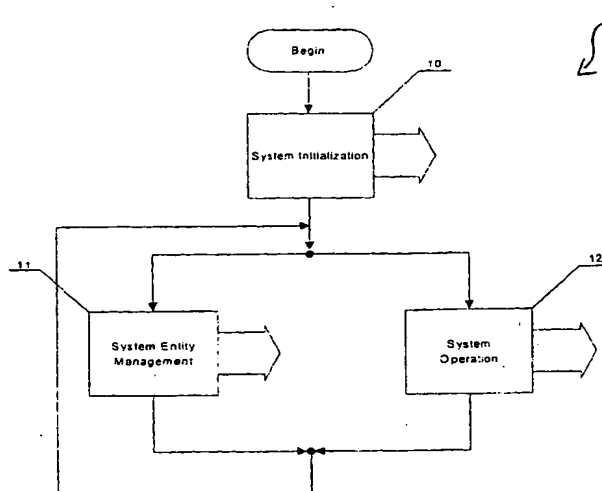 Begin
10
System Initialization
11
12
System Entity
Management
System
Operation